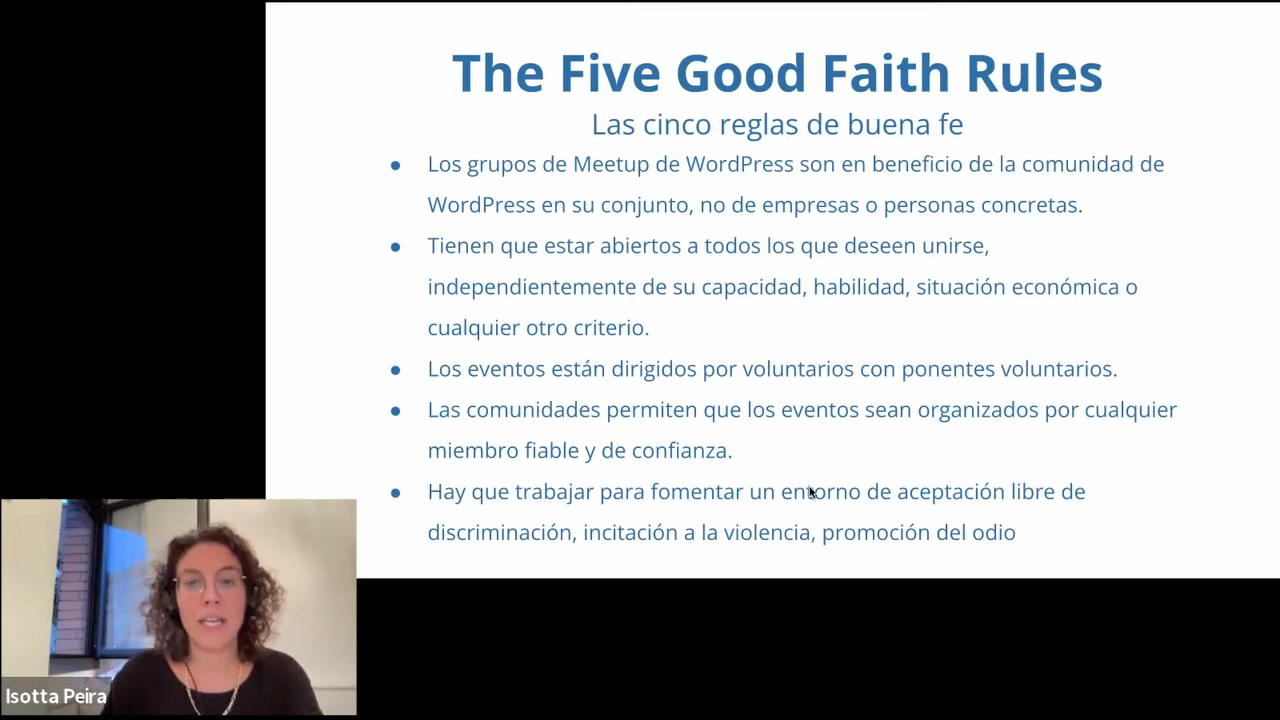 The Five Good Faith Rules
Las cinco reglas de buena fe
● Los grupos de Meetup de WordPress son en beneficio de la comunidad de
WordPress en su conjunto, no de empresas o personas concretas.
● Tienen que estar abiertos a todos los que deseen unirse,
independientemente de su capacidad, habilidad, situación económica o
cualquier otro criterio.
● Los eventos están dirigidos por voluntarios con ponentes voluntarios.
● Las comunidades permiten que los eventos sean organizados por cualquier
miembro fiable y de confianza.
● Hay que trabajar para fomentar un entorno de aceptación libre de
discriminación, incitación a la violencia, promoción del odio
Isotta Peira